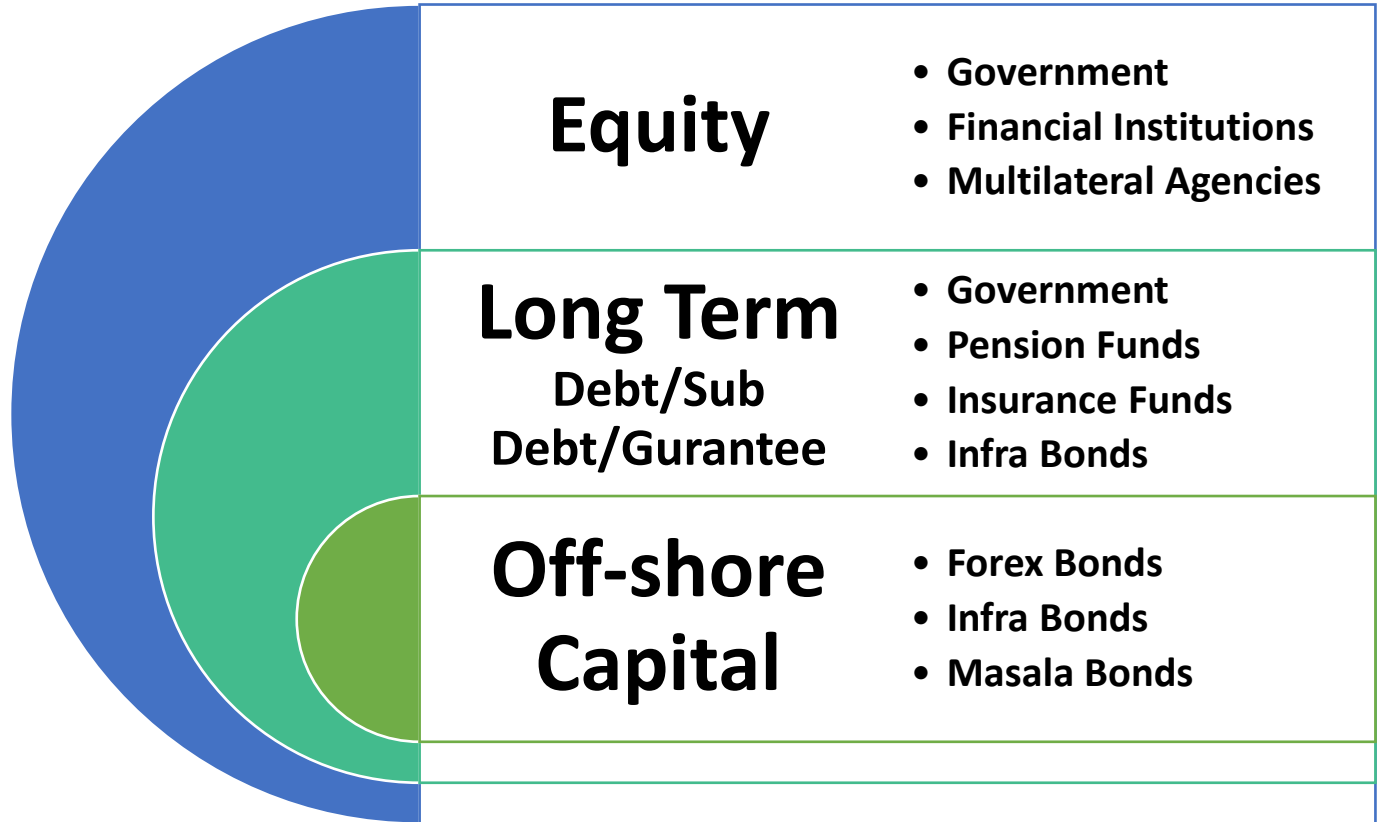 Equity
• Government
• Financial Institutions
• Multilateral Agencies
Long Term
Debt/Sub
Debt/Gurantee
• Government
• Pension Funds
• Insurance Funds
• Infra Bonds
Off-shore
Capital
• Forex Bonds
• Infra Bonds
• Masala Bonds